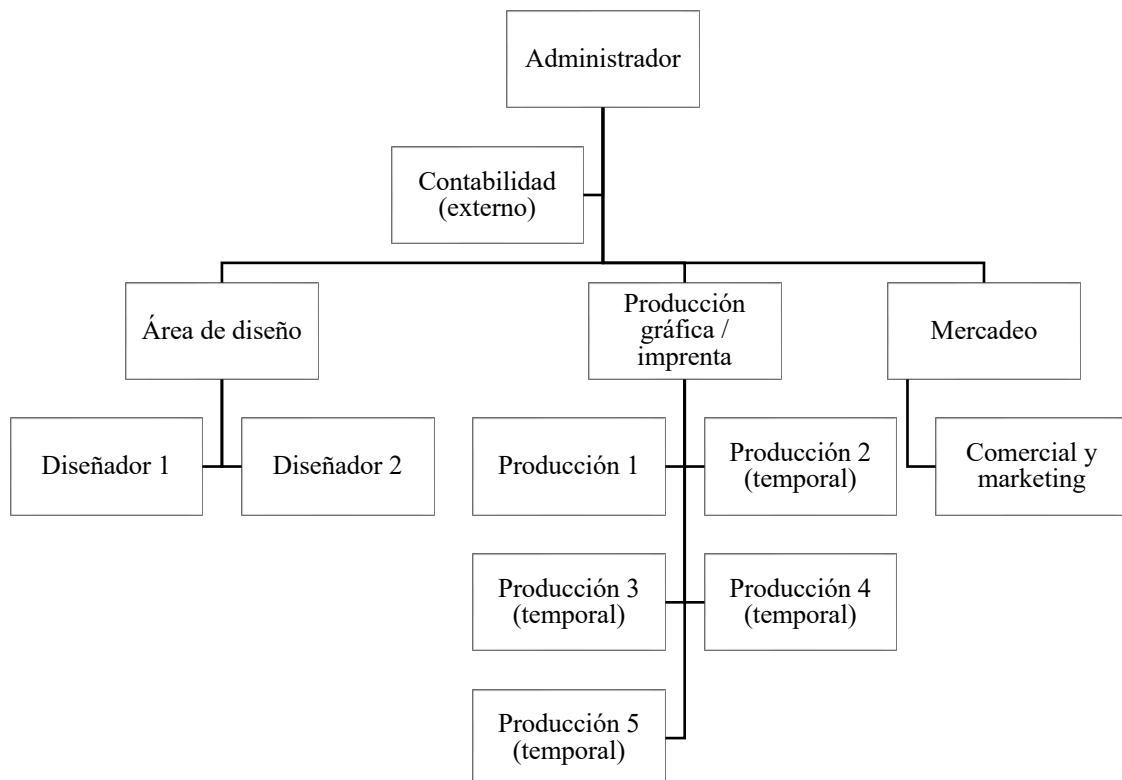 Administrador
Contabilidad
(externo)
Área de diseño
Producción
gráfica /
imprenta
Mercadeo
Diseñador 1
Diseñador 2
Producción 1
Producción 2
(temporal)
Comercial y
marketing
Producción 3
(temporal)
Producción 4
(temporal)
Producción 5
(temporal)